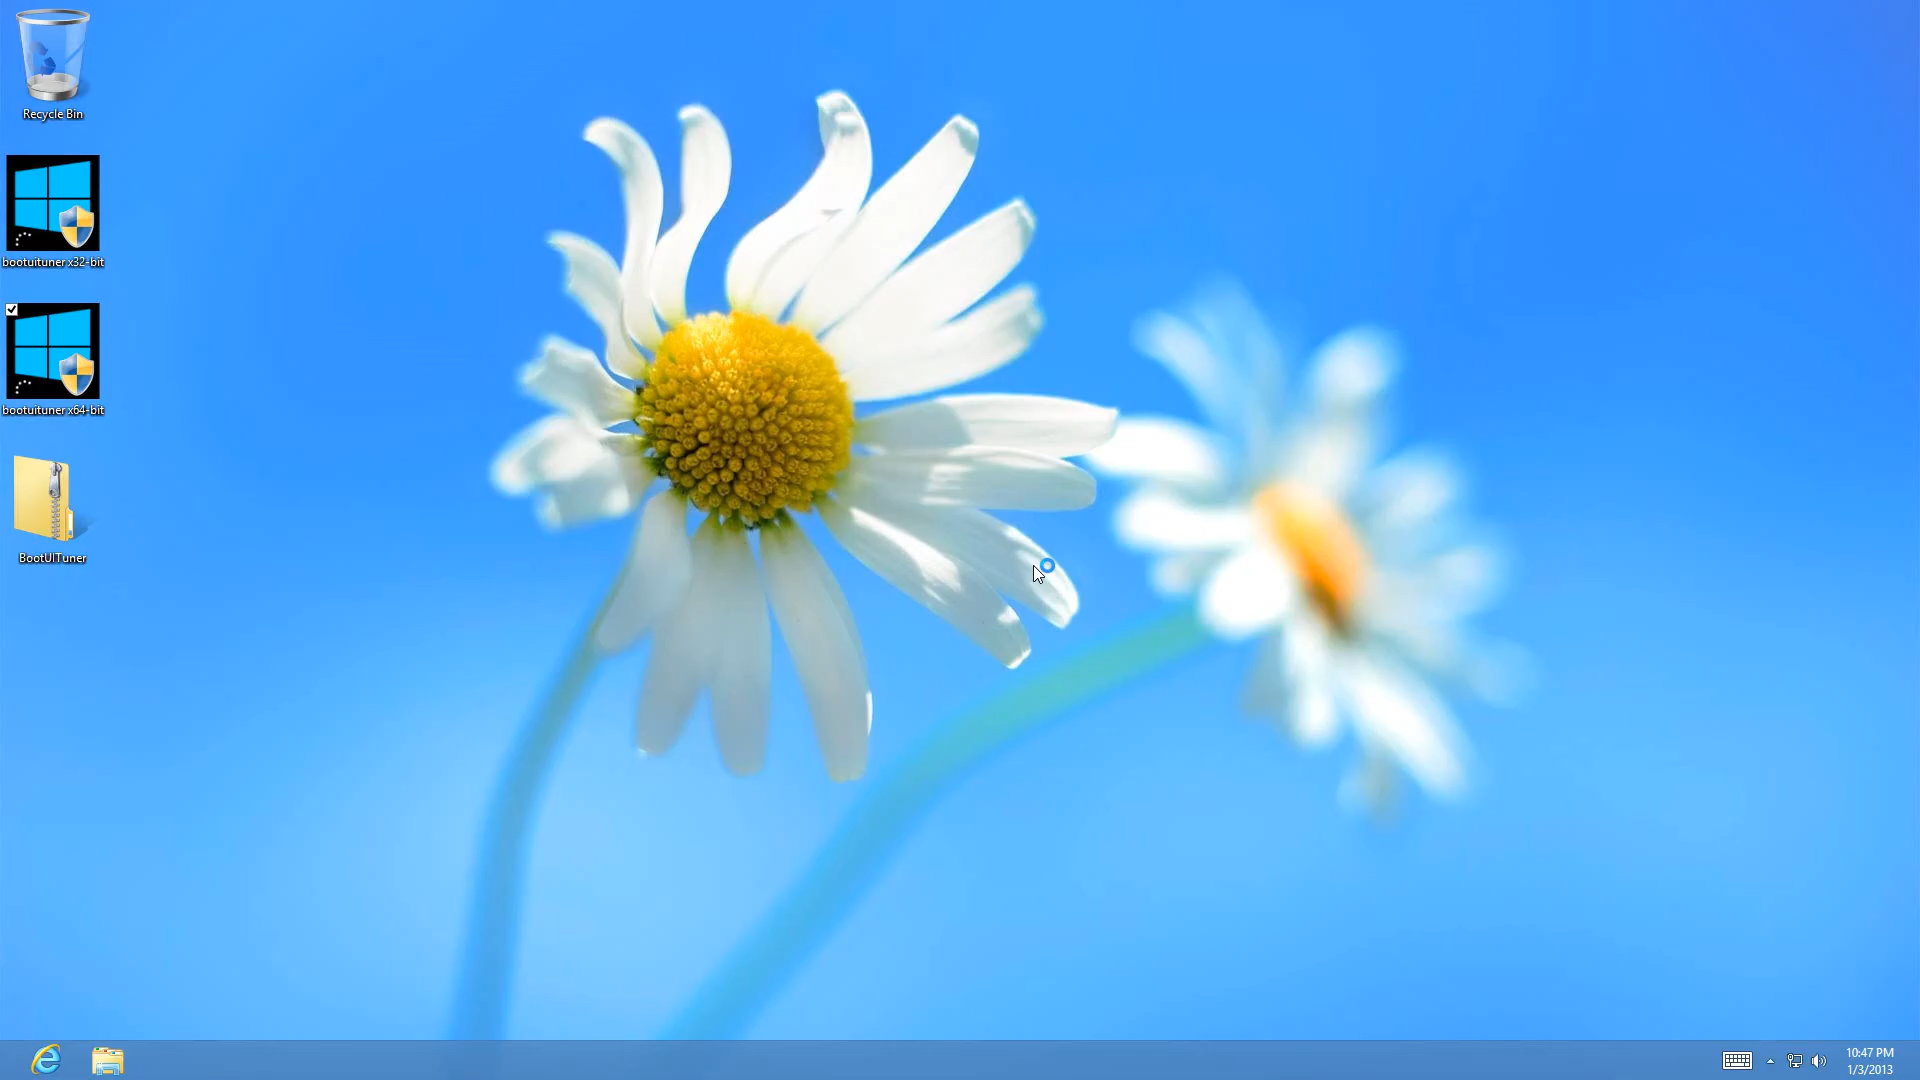 Recycle Bin
bootuituner x32-bit
bootuituner x64-bit
BootUITuner
10:47 PM
1/3/2013